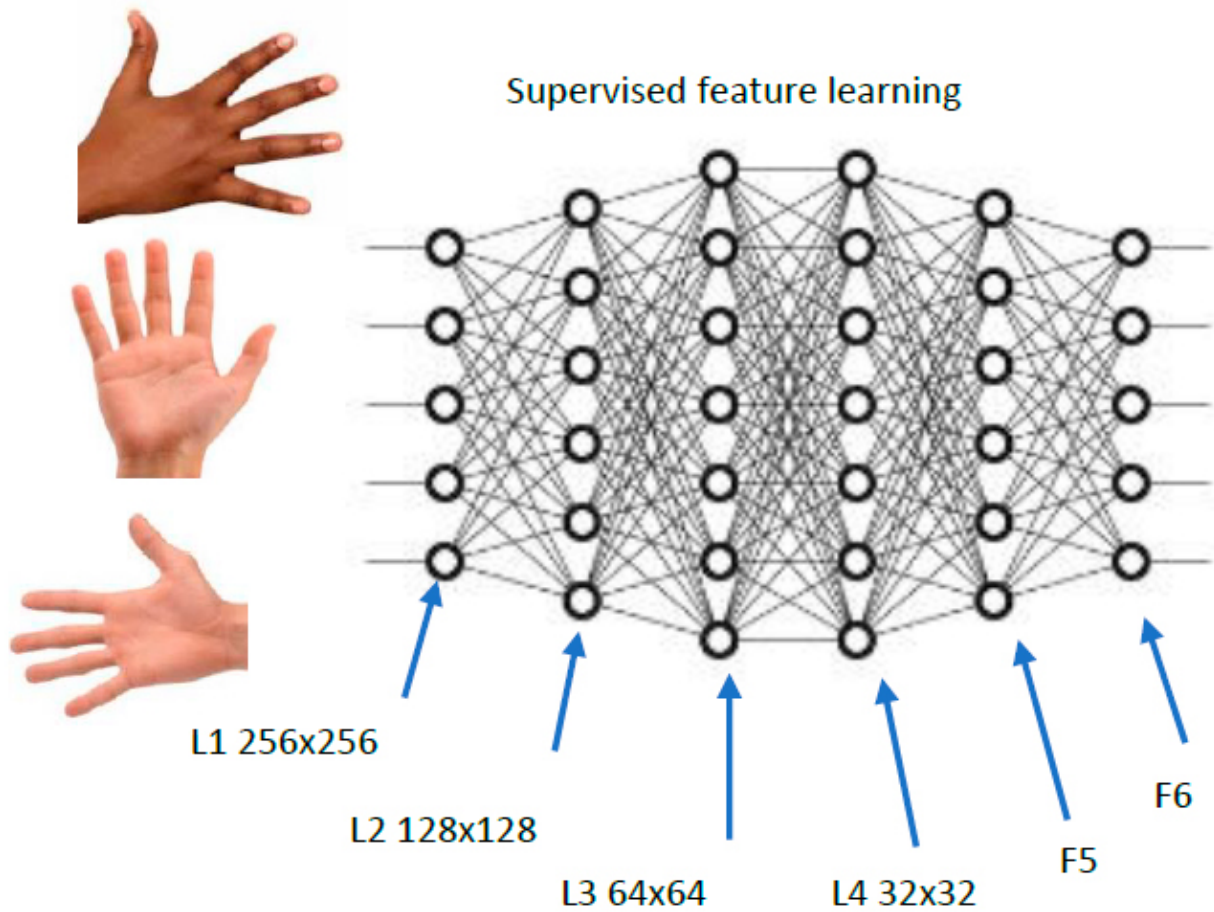 Supervised feature learning
L1 256x256
L2 128x128
L3 64x64
L4 32x32
F5
F6